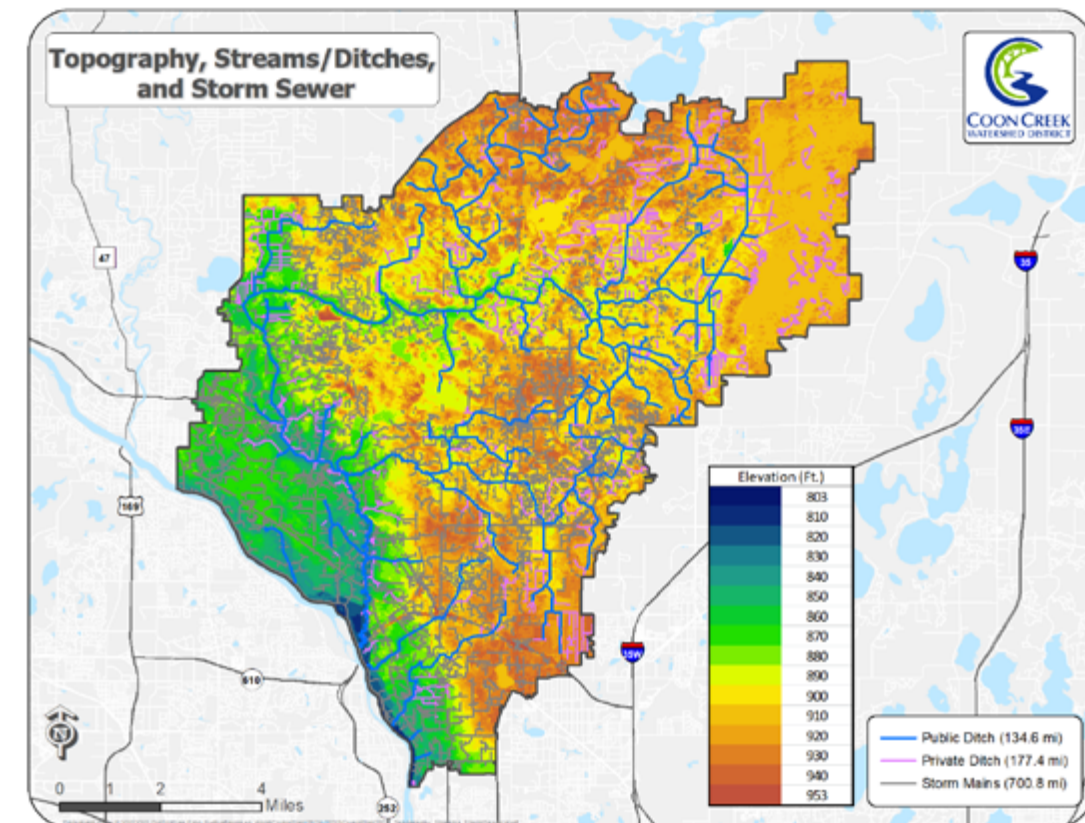 Topography, Streams/Ditches,
and Storm Sewer
COON CREEK
WATERSHED DISTRICT
47
35
35E
169
Elevation (Ft.)
803
810
820
830
840
850
860
870
880
890
900
910
920
930
940
953
35W
610
N
Public Ditch (134.6 mi)
Private Ditch (177.4 mi)
Storm Mains (700.8 mi)
0 2 4
Miles
252